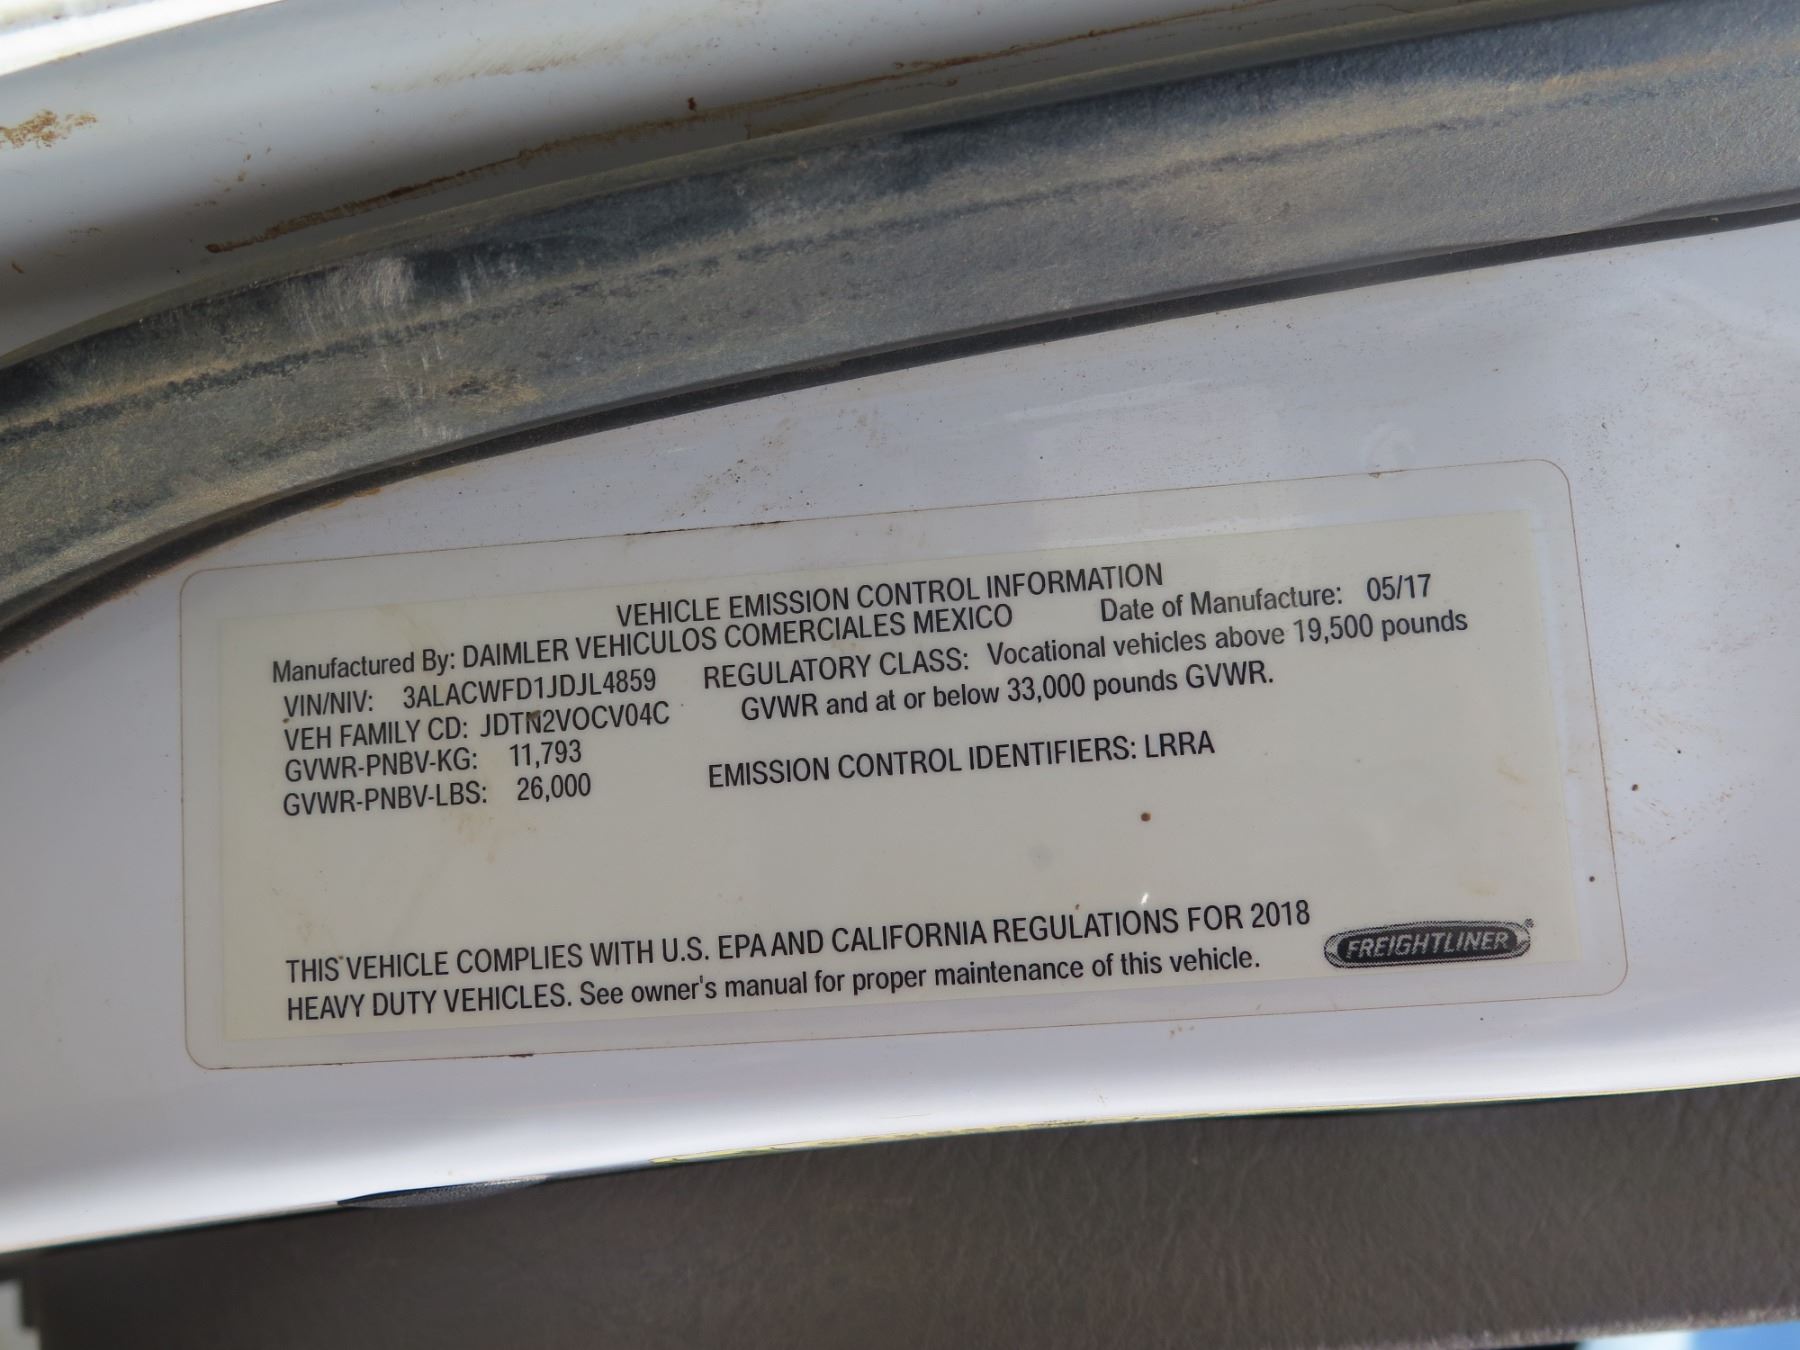 VEHICLE EMISSION CONTROL INFORMATION
Manufactured By: DAIMLER VEHICULOS COMERCIALES MEXICO Date of Manufacture: 05/17
VIN/NIV: 3ALACWFD1JDJL4859 REGULATORY CLASS: Vocational vehicles above 19,500 pounds
VEH FAMILY CD: JDTN2VOCV04C GVWR and at or below 33,000 pounds GVWR.
GVWR-PNBV-KG: 11,793
GVWR-PNBV-LBS: 26,000 EMISSION CONTROL IDENTIFIERS: LRRA
THIS VEHICLE COMPLIES WITH U.S. EPA AND CALIFORNIA REGULATIONS FOR 2018
HEAVY DUTY VEHICLES. See owner's manual for proper maintenance of this vehicle.
FREIGHTLINER